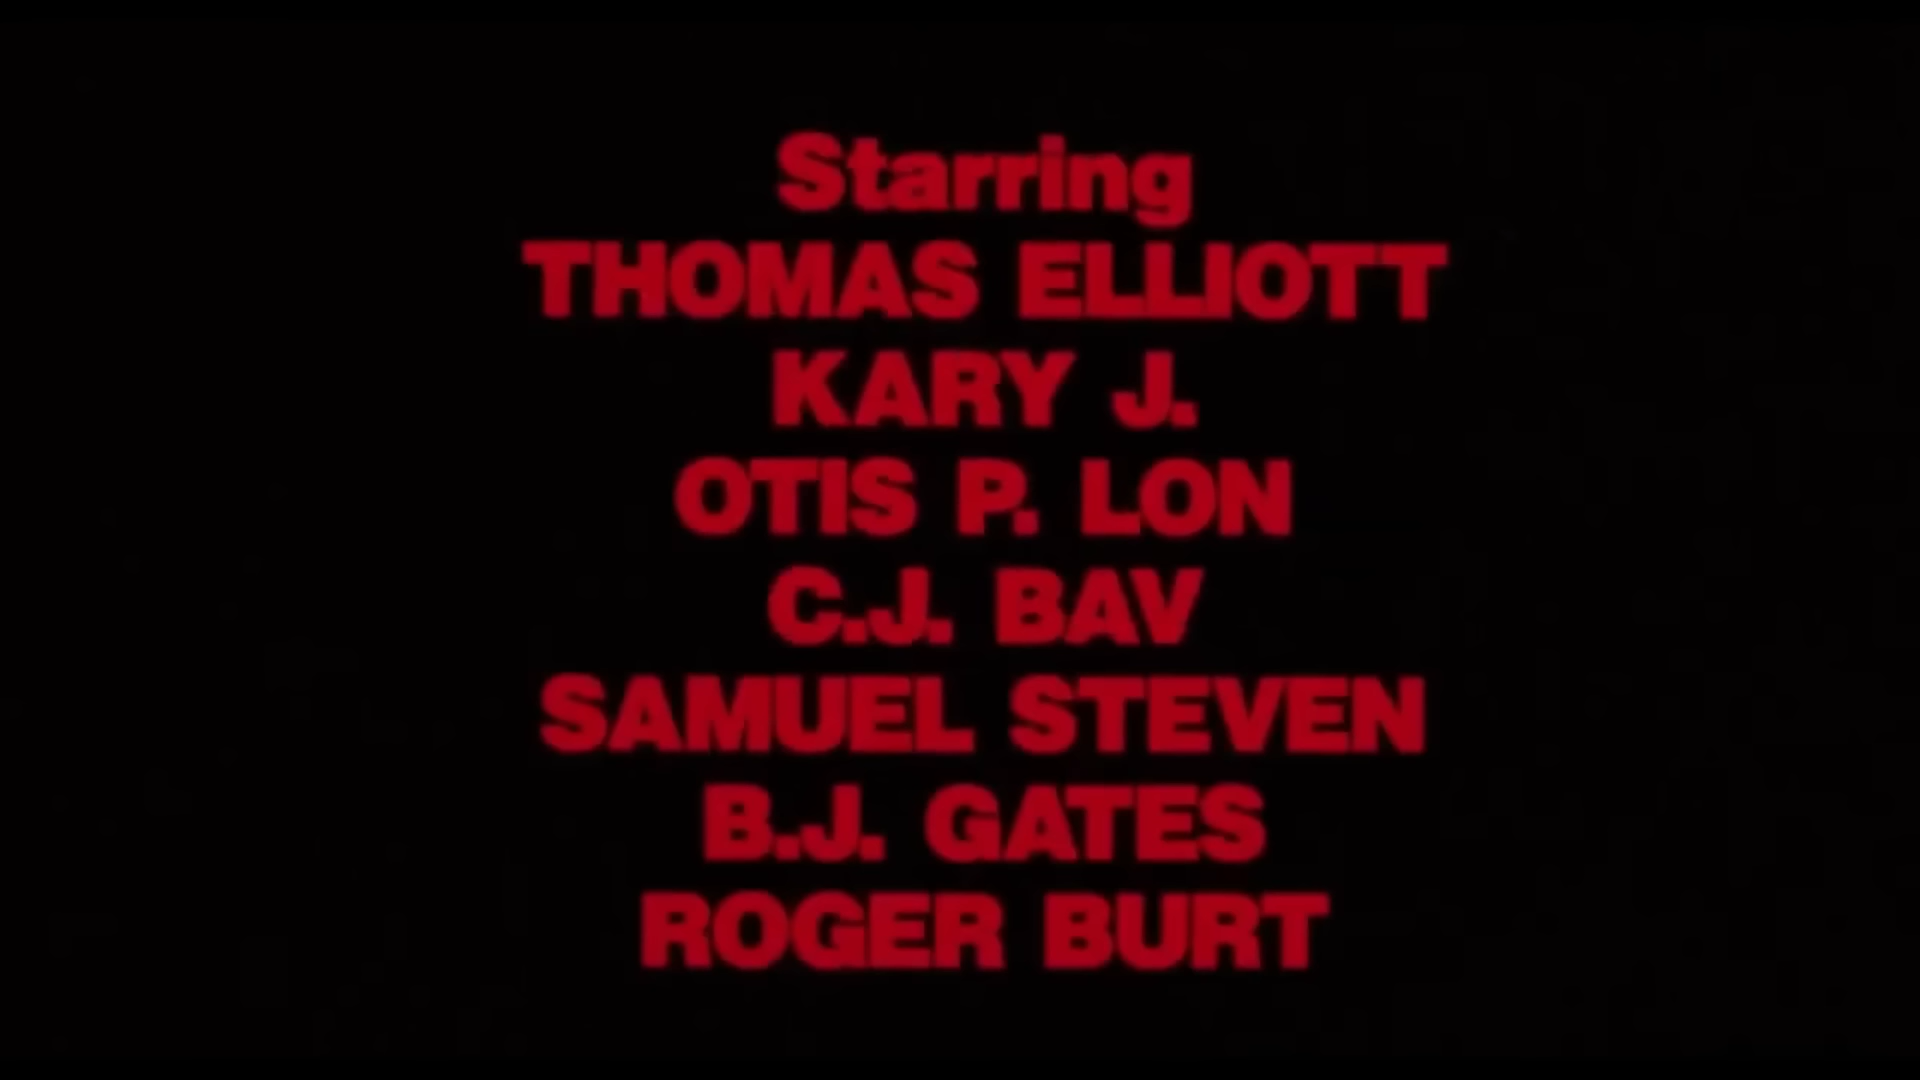 Starring
THOMAS ELLIOTT
KARY J.
OTIS P. LON
C.J. BAV
SAMUEL STEVEN
B.J. GATES
ROGER BURT